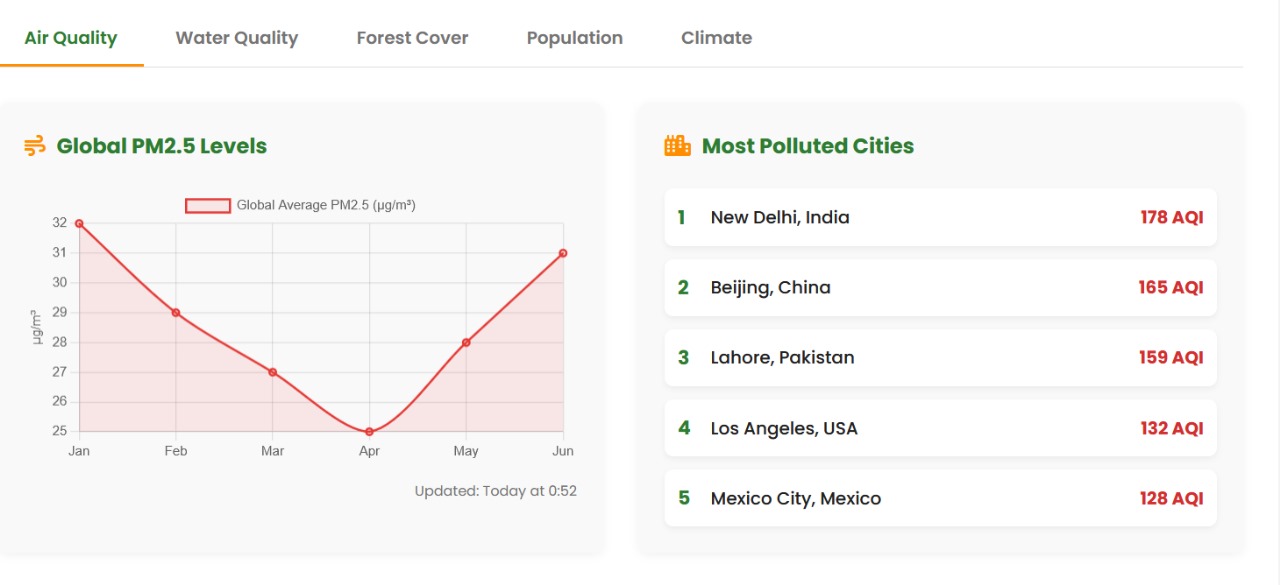 Air Quality Water Quality Forest Cover Population Climate
Global PM2.5 Levels
Global Average PM2.5 (µg/m³)
32
31
30
29
28
27
26
25
µg/m³
Jan Feb Mar Apr May Jun
Updated: Today at 0:52
Most Polluted Cities
1 New Delhi, India 178 AQI
2 Beijing, China 165 AQI
3 Lahore, Pakistan 159 AQI
4 Los Angeles, USA 132 AQI
5 Mexico City, Mexico 128 AQI